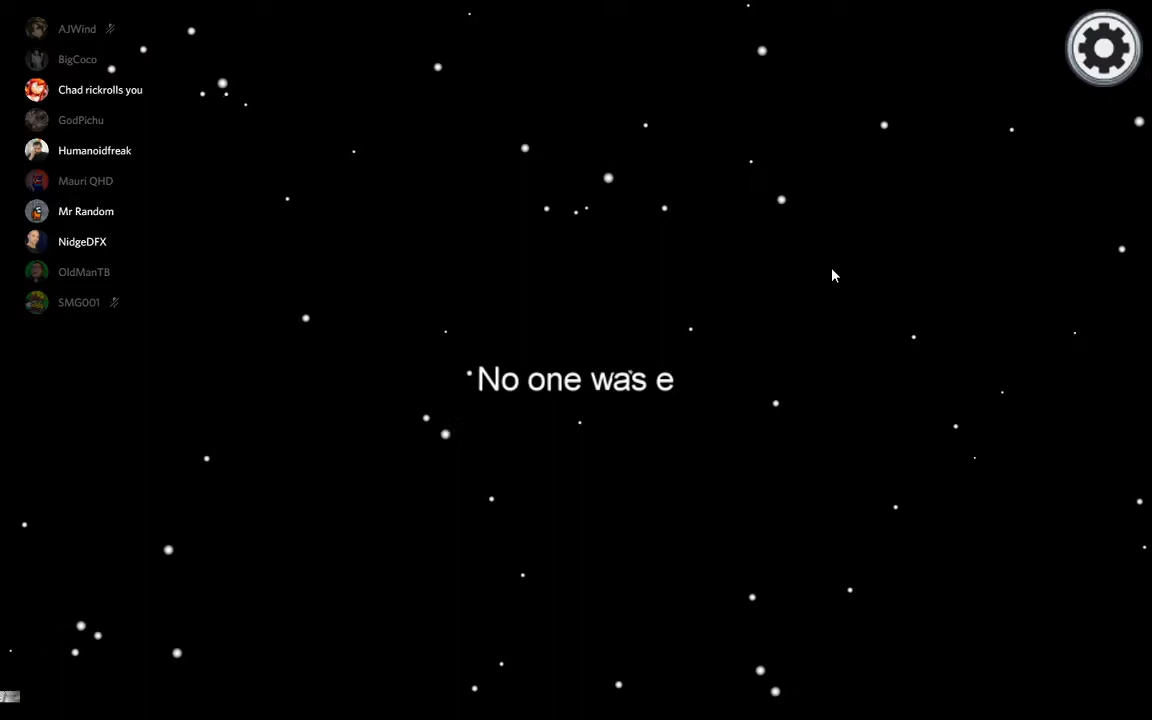 AJWind
BigCoco
Chad rickrolls you
GodPichu
Humanoidfreak
Mauri QHD
Mr Random
NidgeDFX
OldManTB
SMG001
No one was e